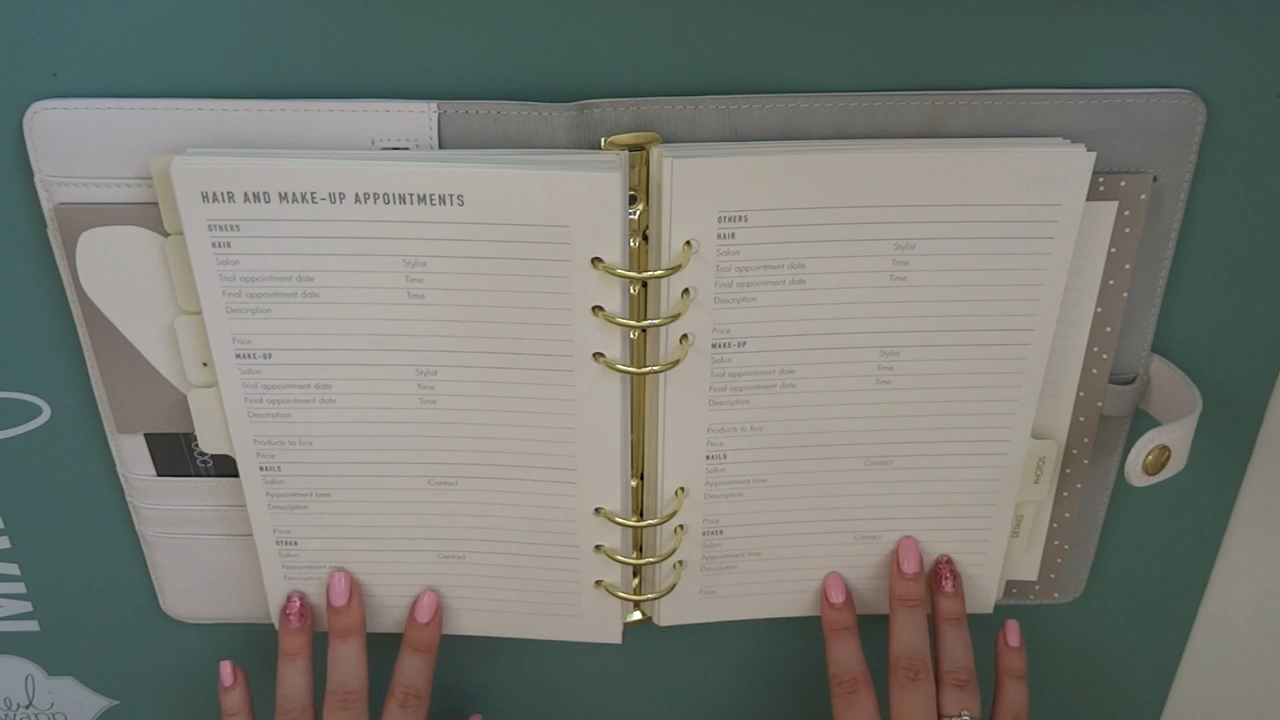 HAIR AND MAKE-UP APPOINTMENTS
OTHERS
HAIR
Salon Stylist
Trial appointment date Time
Final appointment date Time
Description
Price
MAKE-UP
Salon Stylist
Trial appointment date Time
Final appointment date Time
Description
Products to buy
Price
NAILS
Salon Contact
Appointment time
Description
Price
OTHER
Salon Contact
Appointment time
Description
OTHERS
HAIR
Salon Stylist
Trial appointment date Time
Final appointment date Time
Description
Price
MAKE-UP
Salon Stylist
Trial appointment date Time
Final appointment date Time
Description
Products to buy
Price
NAILS
Salon Contact
Appointment time
Description
Price
OTHER
Salon Contact
Appointment time
Description
Price
PHOTOS
DETAILS